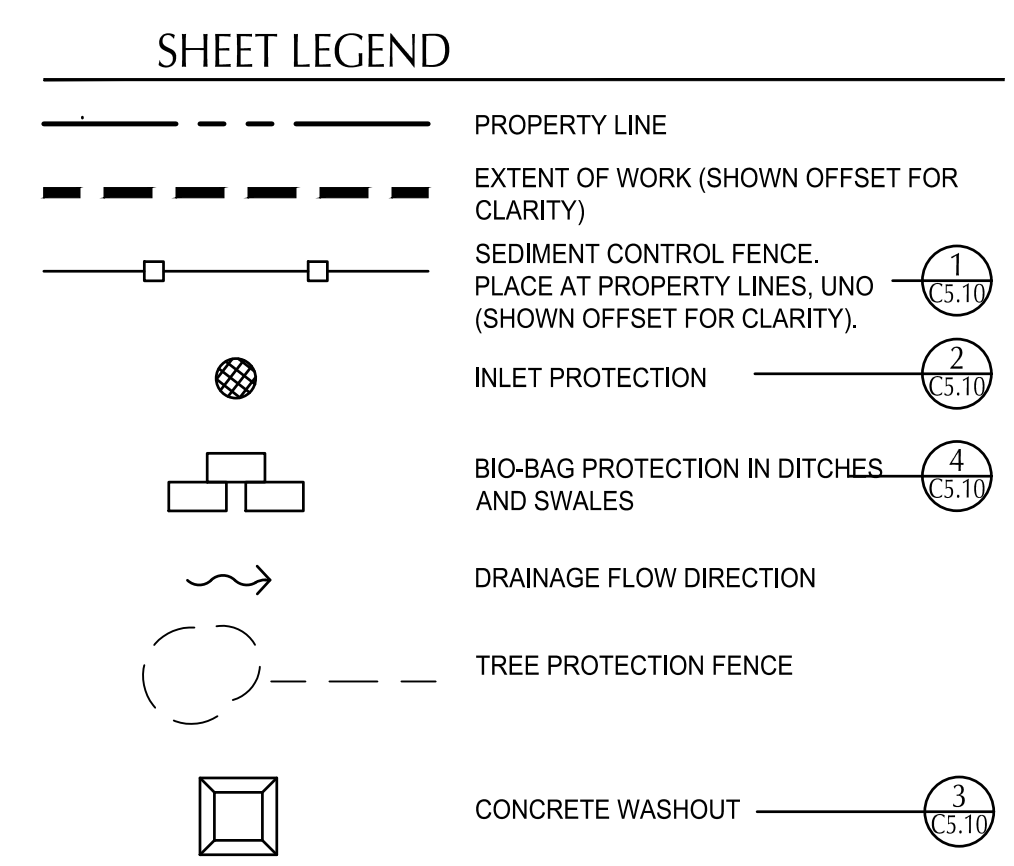 SHEET LEGEND
PROPERTY LINE
EXTENT OF WORK (SHOWN OFFSET FOR
CLARITY)
SEDIMENT CONTROL FENCE.
PLACE AT PROPERTY LINES, UNO
(SHOWN OFFSET FOR CLARITY).
1
C5.10
INLET PROTECTION
2
C5.10
BIO-BAG PROTECTION IN DITCHES
AND SWALES
4
C5.10
DRAINAGE FLOW DIRECTION
TREE PROTECTION FENCE
CONCRETE WASHOUT
3
C5.10